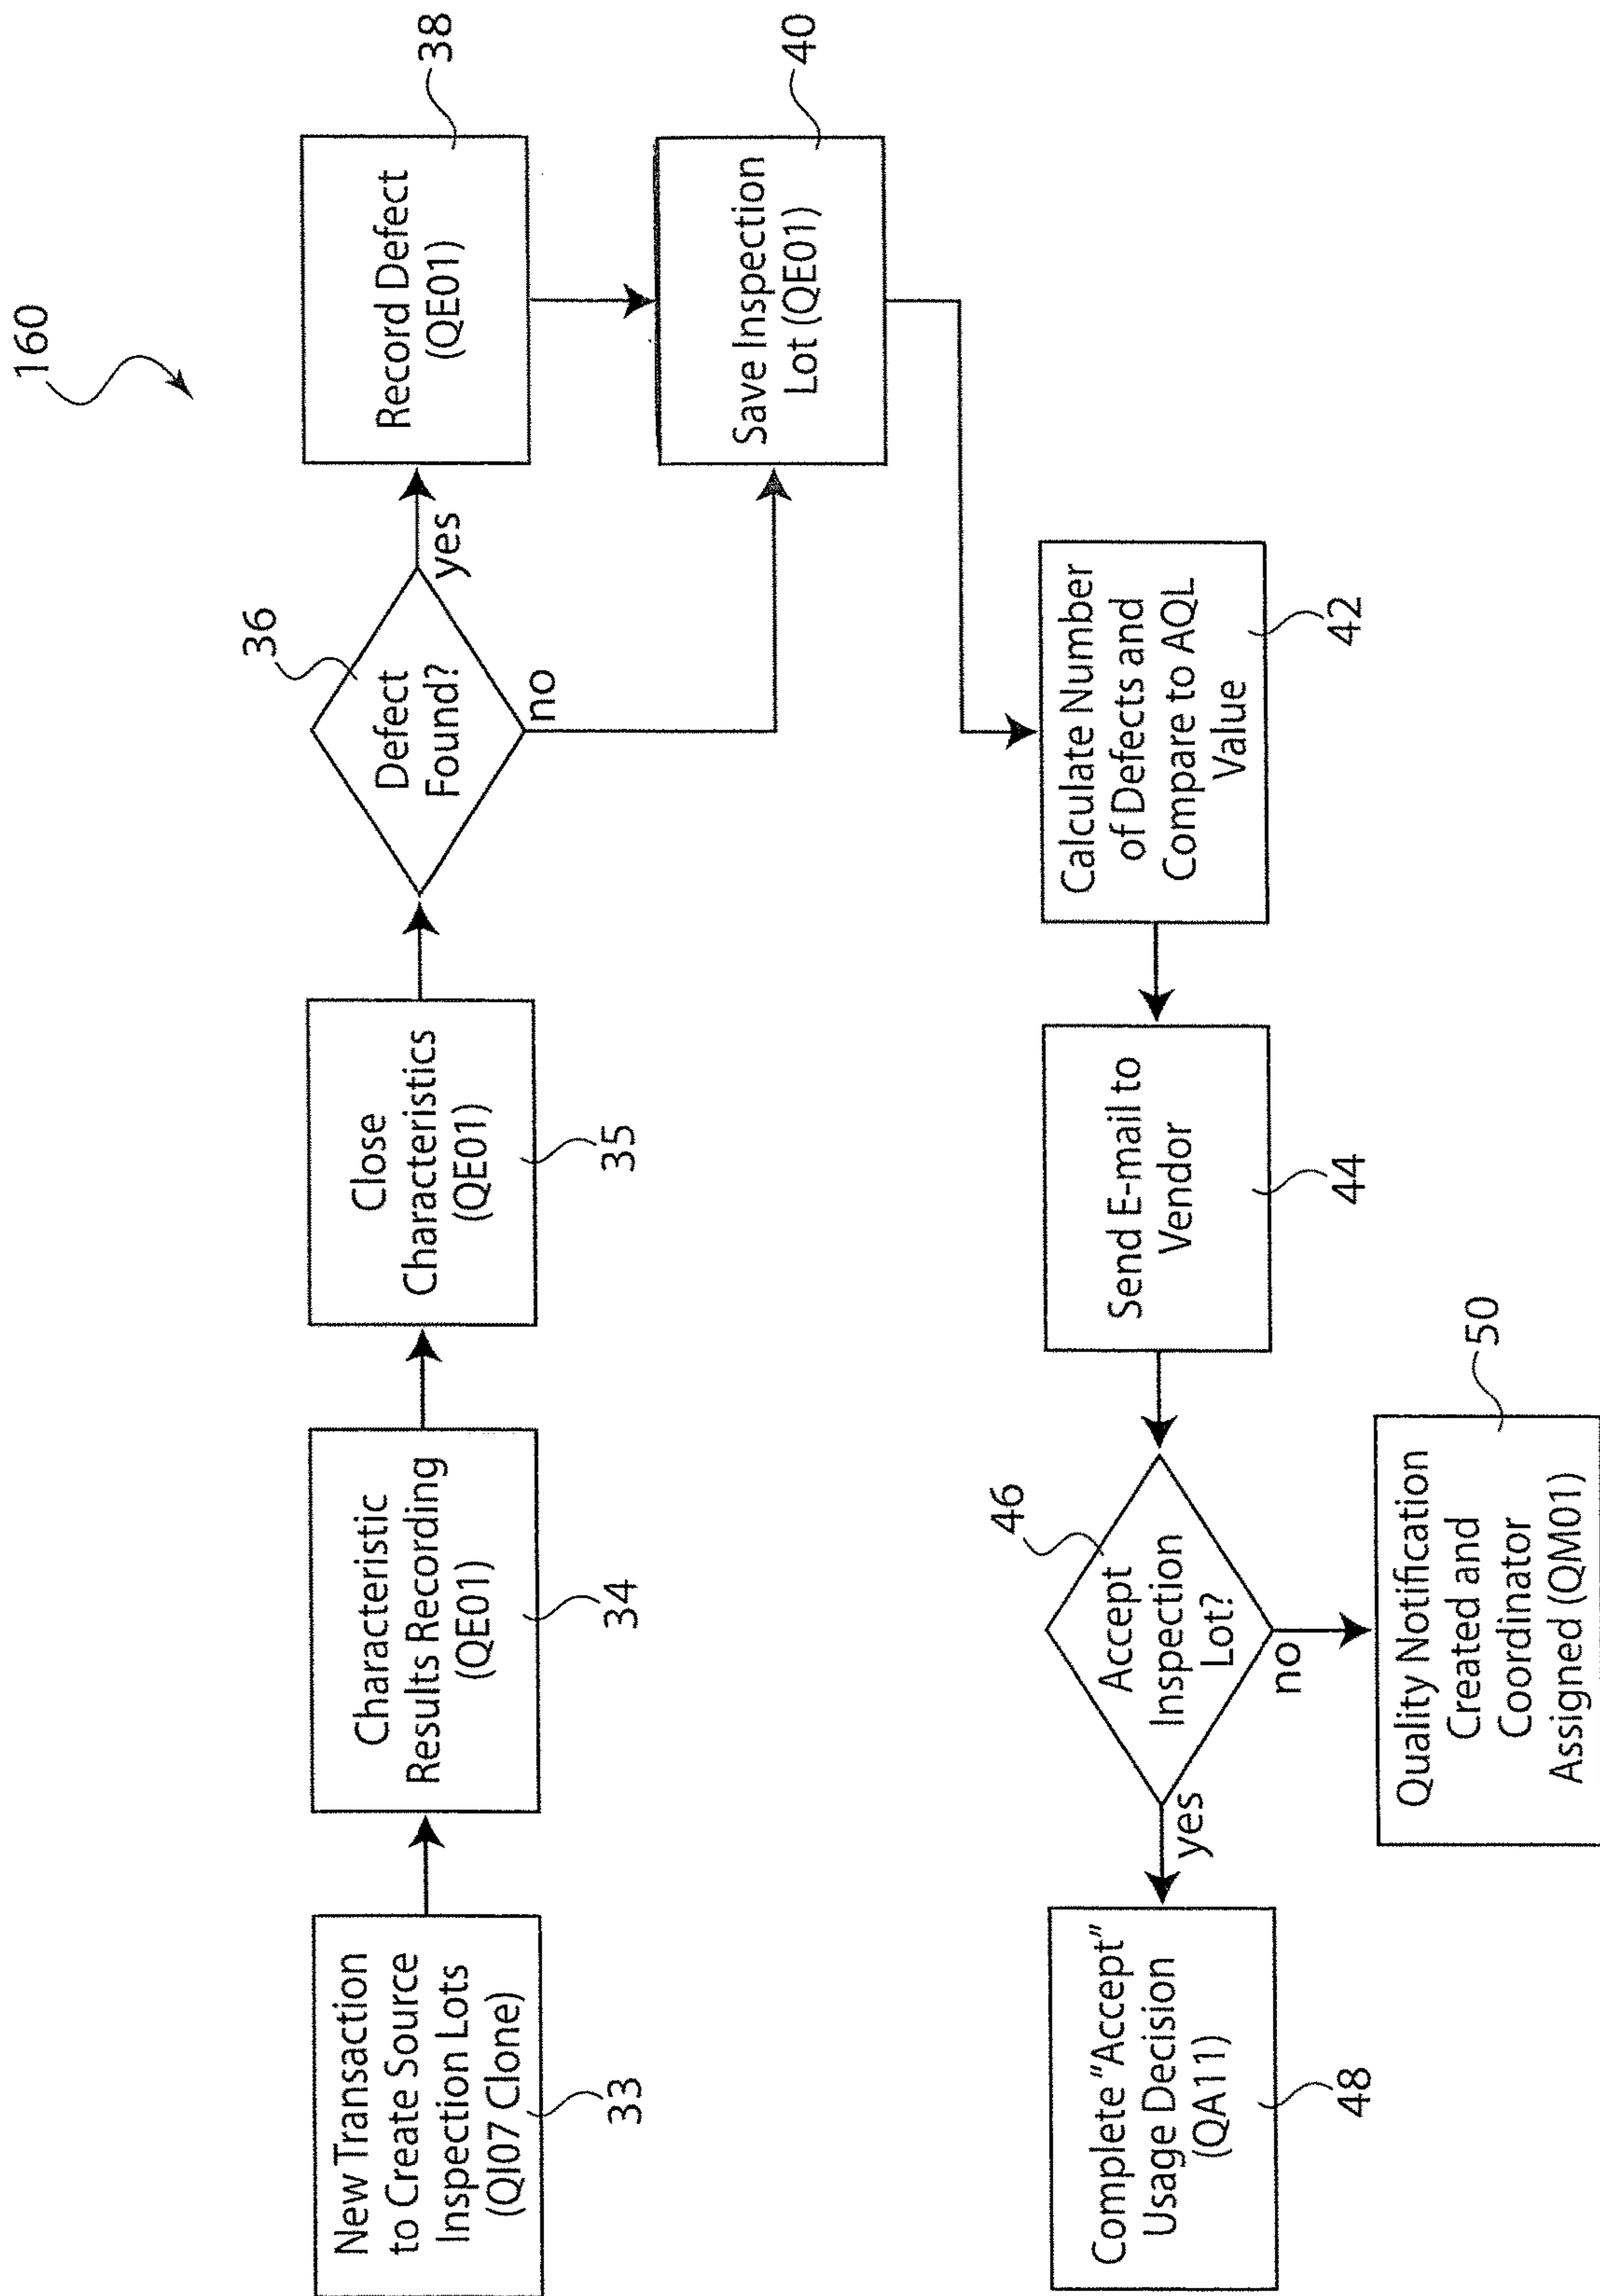 160
New Transaction
to Create Source
Inspection Lots
(QI07 Clone)
33
Characteristic
Results Recording
(QE01)
34
Close
Characteristics
(QE01)
35
Defect
Found?
36
yes
no
Record Defect
(QE01)
38
Save Inspection
Lot (QE01)
40
Calculate Number
of Defects and
Compare to AQL
Value
42
Send E-mail to
Vendor
44
Accept
Inspection
Lot?
46
yes
no
Complete “Accept”
Usage Decision
(QA11)
48
Quality Notification
Created and
Coordinator
Assigned (QM01)
50